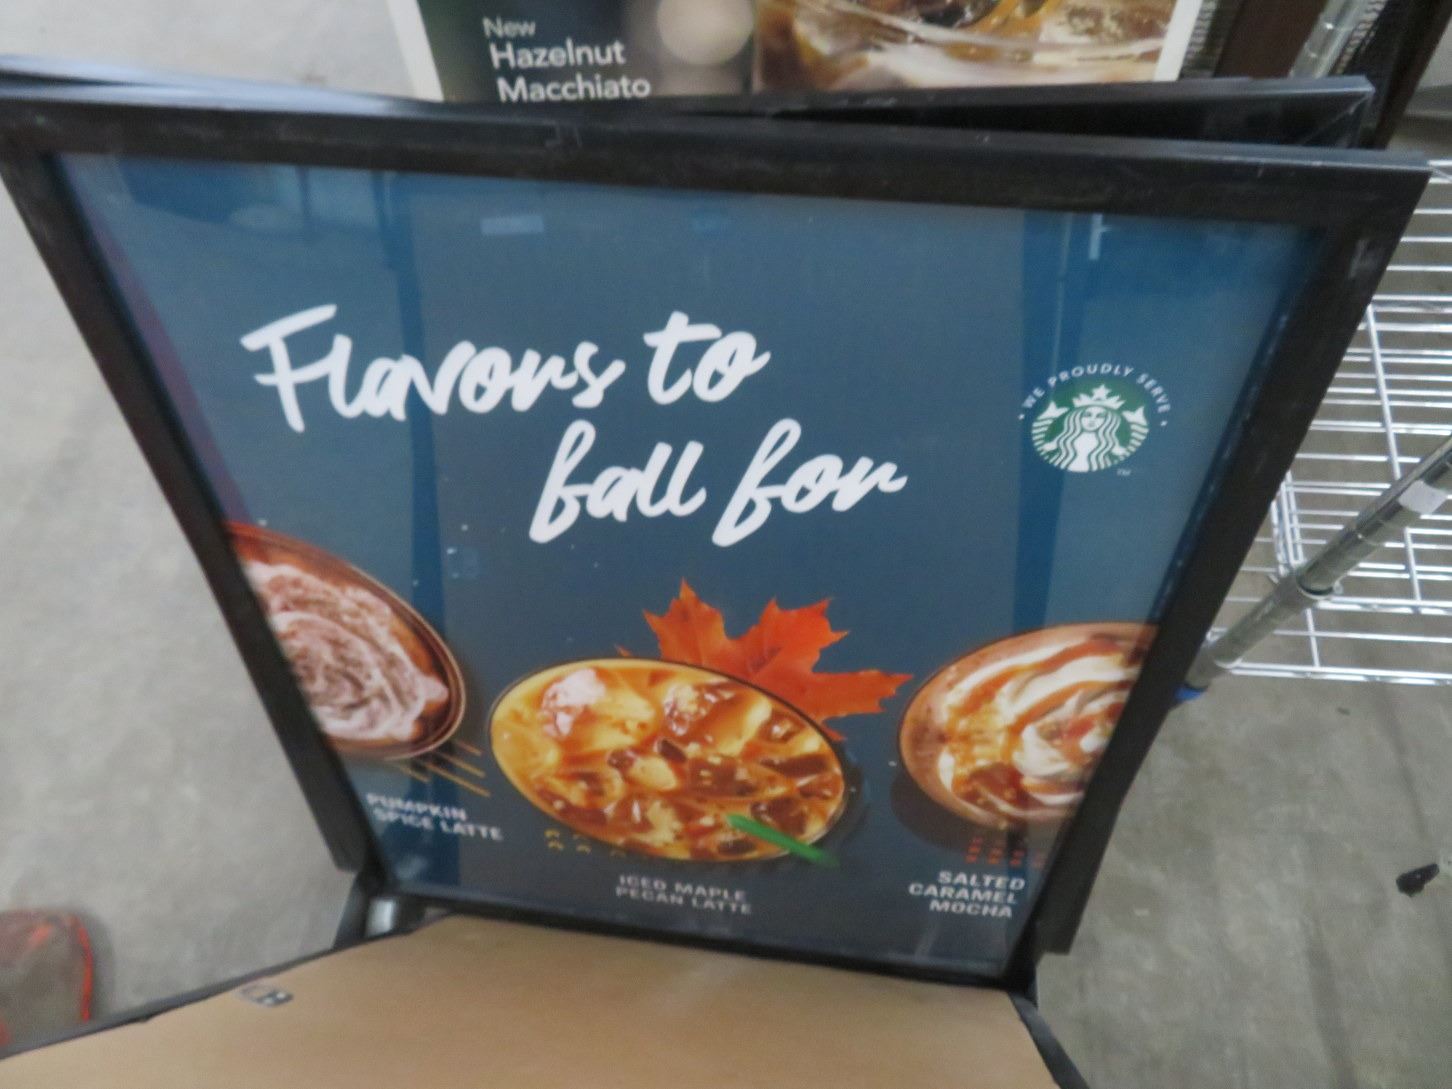 New
Hazelnut
Macchiato
Flavors to
fall for
WE PROUDLY SERVE
TM
PUMPKIN
SPICE LATTE
ICED MAPLE
PECAN LATTE
SALTED
CARAMEL
MOCHA